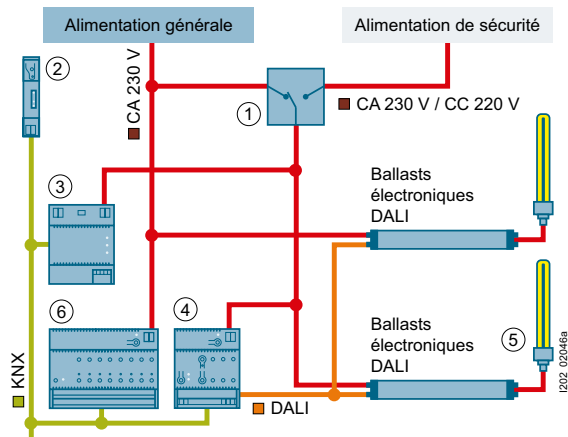 Alimentation générale
Alimentation de sécurité
2
CA 230 V
1
CA 230 V / CC 220 V
3
Ballasts
électroniques
DALI
6
4
Ballasts
électroniques
DALI
5
KNX
DALI
I202_02046a